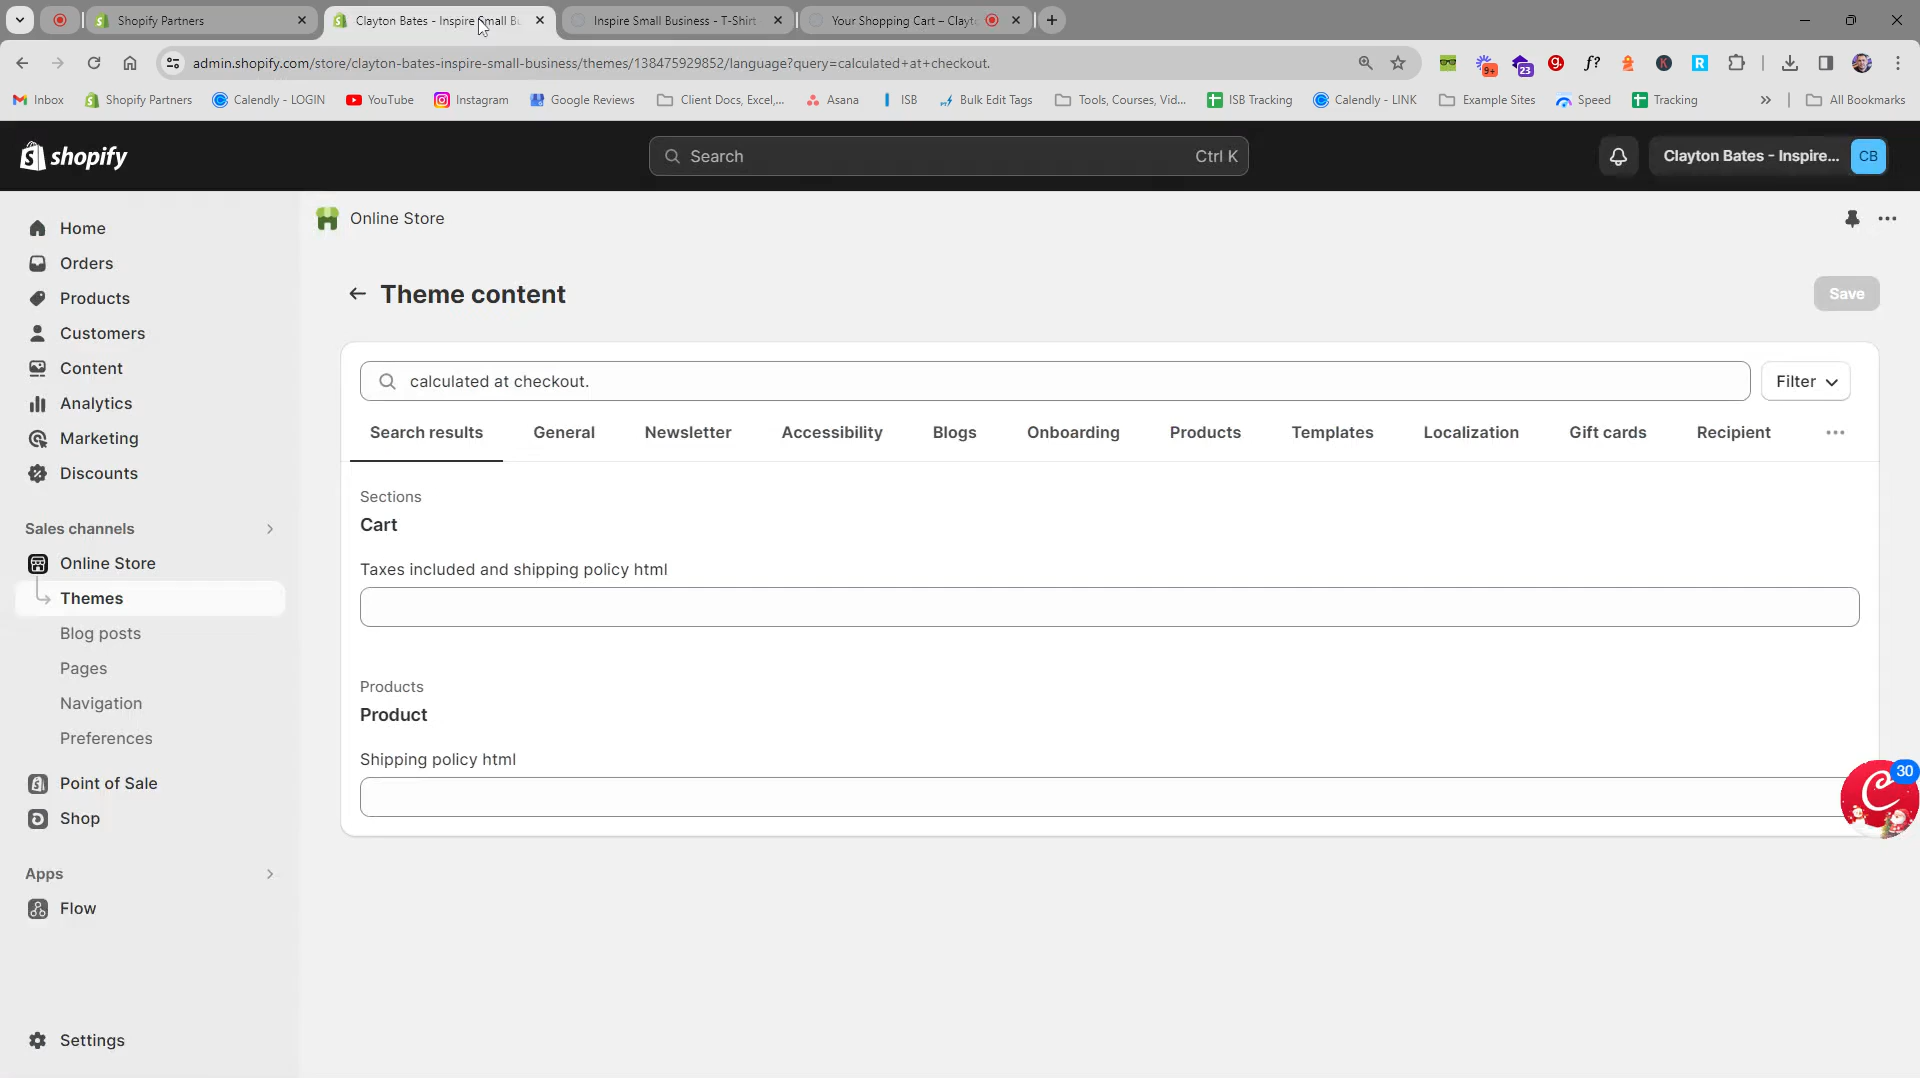 Shopify Partners
Clayton Bates - Inspire Small Bu
Inspire Small Business - T-Shirt
Your Shopping Cart – Clayto
admin.shopify.com/store/clayton-bates-inspire-small-business/themes/138475929852/language?query=calculated+at+checkout.
9+
23
g.
f?
K
R
Inbox
Shopify Partners
Calendly - LOGIN
YouTube
Instagram
Google Reviews
Client Docs, Excel,...
Asana
ISB
Bulk Edit Tags
Tools, Courses, Vid...
ISB Tracking
Calendly - LINK
Example Sites
Speed
Tracking
»
All Bookmarks
shopify
Search
Ctrl K
Clayton Bates - Inspire...
CB
Home
Orders
Products
Customers
Content
Analytics
Marketing
Discounts
Sales channels
Online Store
Themes
Blog posts
Pages
Navigation
Preferences
Point of Sale
Shop
Apps
Flow
Settings
Online Store
Theme content
Save
calculated at checkout.
Filter
Search results
General
Newsletter
Accessibility
Blogs
Onboarding
Products
Templates
Localization
Gift cards
Recipient
Sections
Cart
Taxes included and shipping policy html
Products
Product
Shipping policy html
30